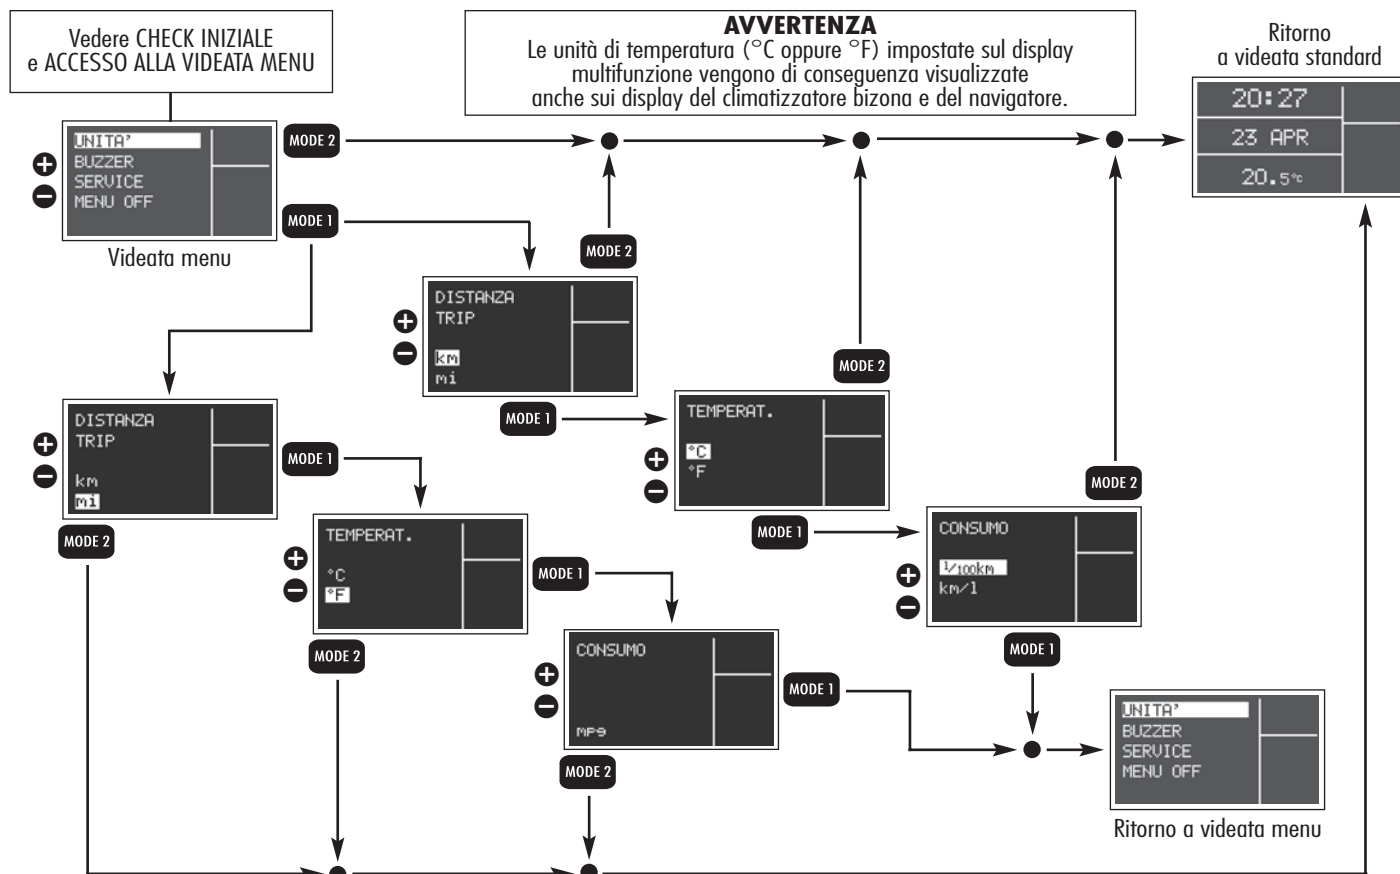 Vedere CHECK INIZIALE
e ACCESSO ALLA VIDEATA MENU
AVVERTENZA
Le unità di temperatura (°C oppure °F) impostate sul display
multifunzione vengono di conseguenza visualizzate
anche sui display del climatizzatore bizona e del navigatore.
Ritorno
a videata standard
20:27
23 APR
20.5°C
UNITA’
BUZZER
SERVICE
MENU OFF
MODE 2
MODE 1
Videata menu
MODE 2
DISTANZA
TRIP
km
mi
MODE 2
MODE 1
TEMPERAT.
°C
°F
MODE 2
MODE 1
DISTANZA
TRIP
km
mi
MODE 1
MODE 2
TEMPERAT.
°C
°F
MODE 1
MODE 2
CONSUMO
l/100km
km/l
MODE 1
CONSUMO
mpg
MODE 1
MODE 2
UNITA’
BUZZER
SERVICE
MENU OFF
Ritorno a videata menu